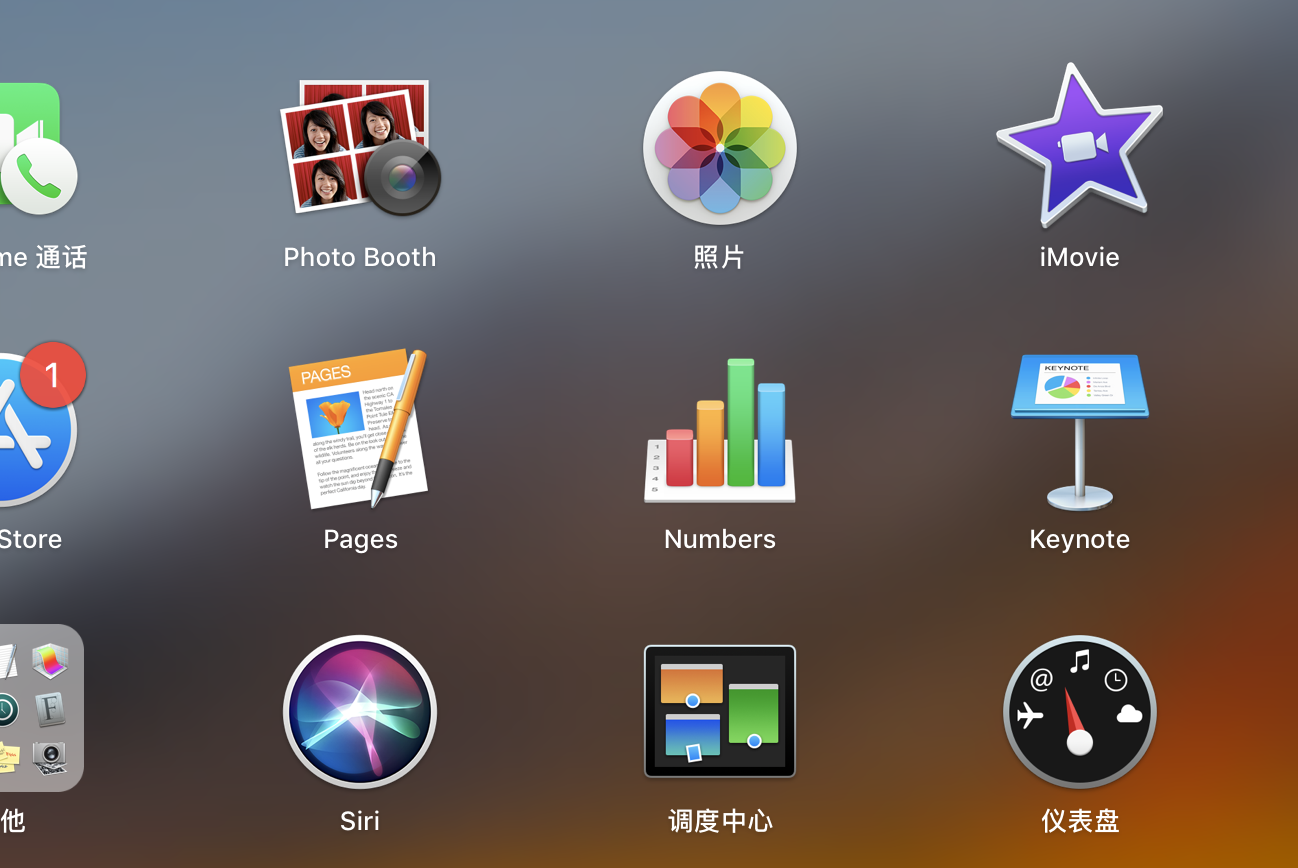 me 通话
Photo Booth
照片
iMovie
1
PAGES
KEYNOTE
1
2
3
4
5
Store
Pages
Numbers
Keynote
@
F
他
Siri
调度中心
仪表盘